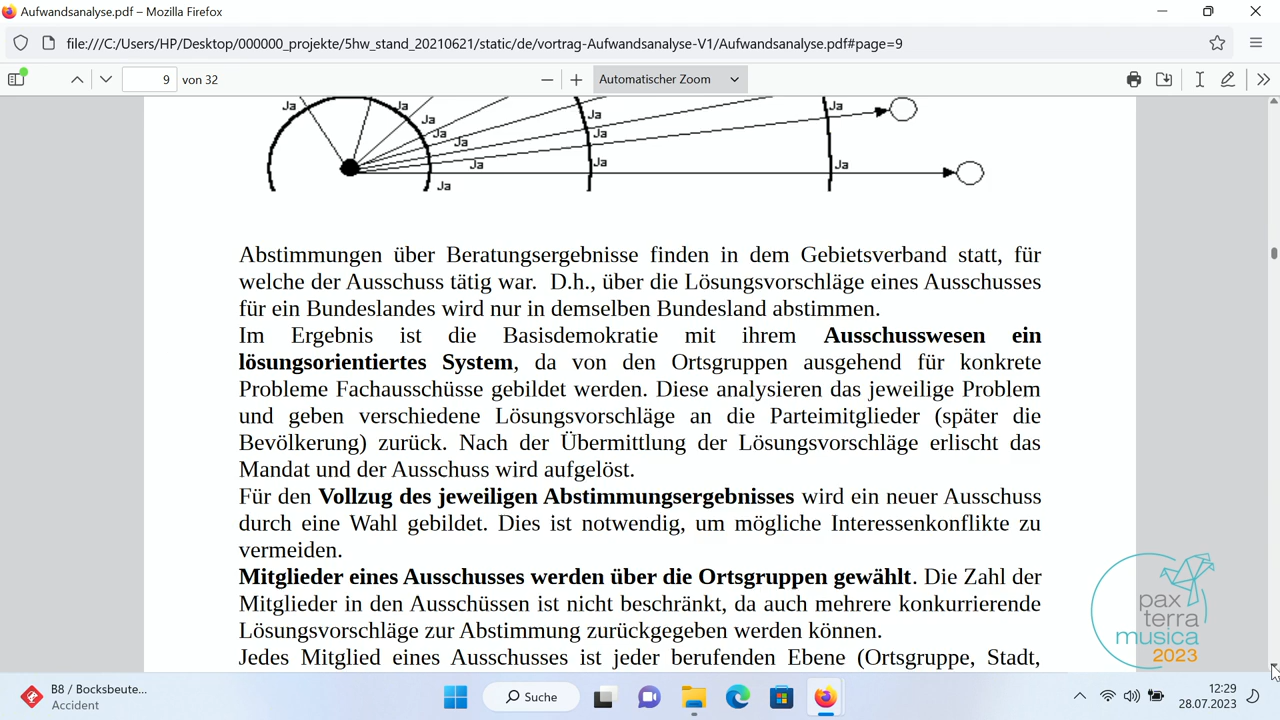 Aufwandsanalyse.pdf – Mozilla Firefox
file:///C:/Users/HP/Desktop/000000_projekte/5hw_stand_20210621/static/de/vortrag-Aufwandsanalyse-V1/Aufwandsanalyse.pdf#page=9
9 von 32 Automatischer Zoom
Ja Ja Ja
Ja Ja
Ja Ja
Ja
Ja Ja Ja
Ja
Abstimmungen über Beratungsergebnisse finden in dem Gebietsverband statt, für
welche der Ausschuss tätig war. D.h., über die Lösungsvorschläge eines Ausschusses
für ein Bundeslandes wird nur in demselben Bundesland abstimmen.
Im Ergebnis ist die Basisdemokratie mit ihrem Ausschusswesen ein
lösungsorientiertes System, da von den Ortsgruppen ausgehend für konkrete
Probleme Fachausschüsse gebildet werden. Diese analysieren das jeweilige Problem
und geben verschiedene Lösungsvorschläge an die Parteimitglieder (später die
Bevölkerung) zurück. Nach der Übermittlung der Lösungsvorschläge erlischt das
Mandat und der Ausschuss wird aufgelöst.
Für den Vollzug des jeweiligen Abstimmungsergebnisses wird ein neuer Ausschuss
durch eine Wahl gebildet. Dies ist notwendig, um mögliche Interessenkonflikte zu
vermeiden.
Mitglieder eines Ausschusses werden über die Ortsgruppen gewählt. Die Zahl der
Mitglieder in den Ausschüssen ist nicht beschränkt, da auch mehrere konkurrierende
Lösungsvorschläge zur Abstimmung zurückgegeben werden können.
Jedes Mitglied eines Ausschusses ist jeder berufenden Ebene (Ortsgruppe, Stadt,
pax
terra
musica
2023
B8 / Bocksbeute...
Accident
Suche
12:29
28.07.2023